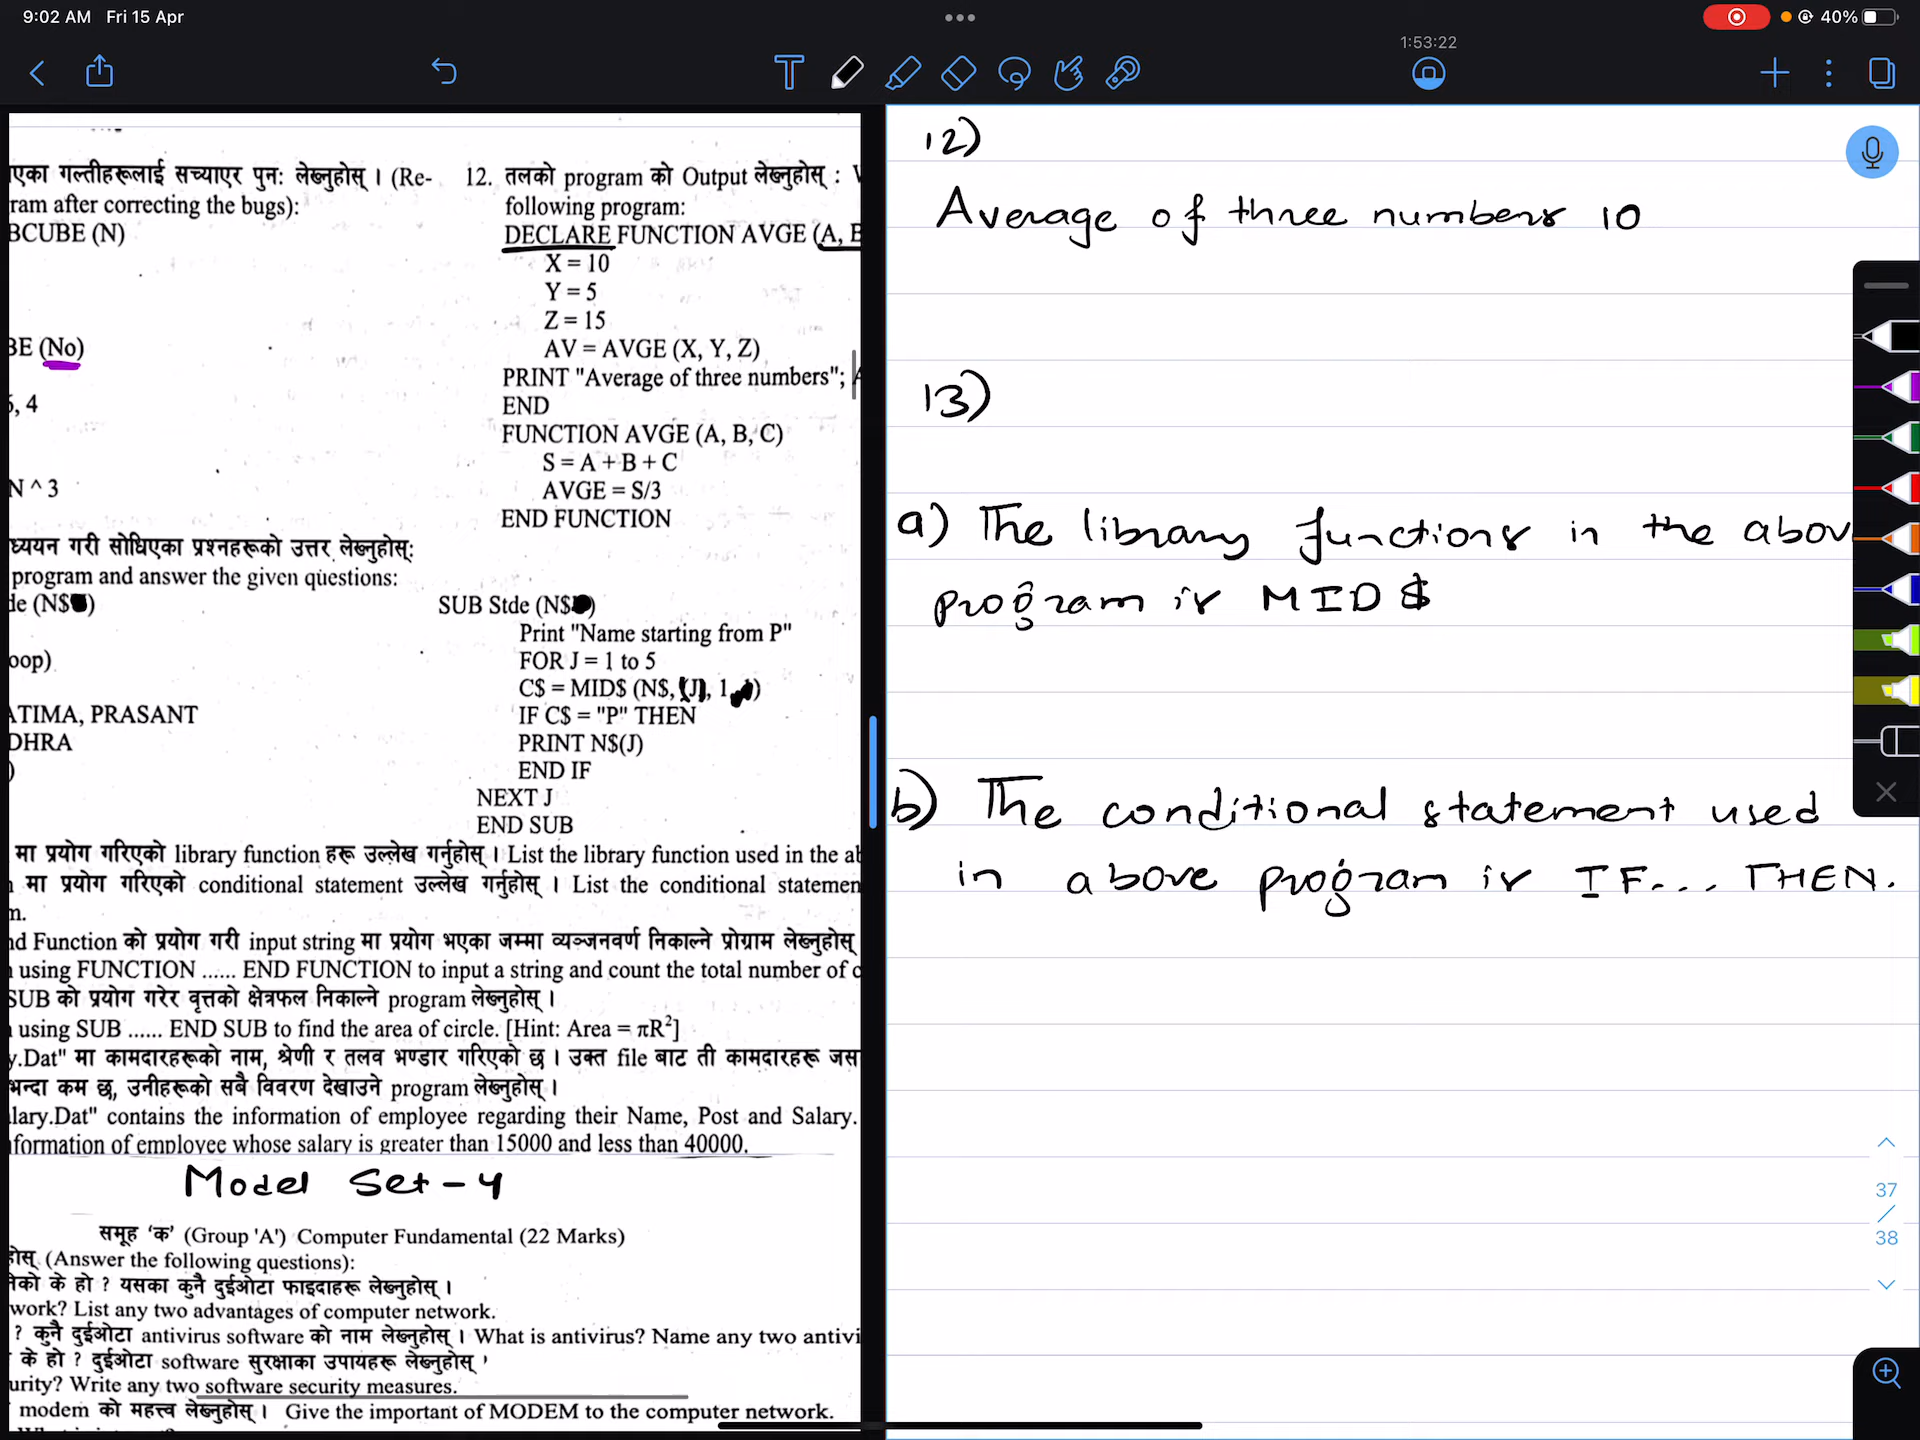 9:02 AM Fri 15 Apr
40%
1:53:22
एका गल्तीहरूलाई सच्याएर पुन: लेख्नुहोस् । (Re-
ram after correcting the bugs):
BCUBE (N)
BE (No)
5, 4
N ^ 3
ध्ययन गरी सोधिएका प्रश्नहरूको उत्तर लेख्नुहोस्:
program and answer the given questions:
de (N$)
oop)
ATIMA, PRASANT
DHRA
)
12. तलको program को Output लेख्नुहोस् :
following program:
DECLARE FUNCTION AVGE (A, B
X = 10
Y = 5
Z = 15
AV = AVGE (X, Y, Z)
PRINT "Average of three numbers"; A
END
FUNCTION AVGE (A, B, C)
S = A + B + C
AVGE = S/3
END FUNCTION
SUB Stde (N$)
Print "Name starting from P"
FOR J = 1 to 5
C$ = MID$ (N$, (J), 1, )
IF C$ = "P" THEN
PRINT N$(J)
END IF
NEXT J
END SUB
मा प्रयोग गरिएको library function हरू उल्लेख गर्नुहोस् । List the library function used in the ab
मा प्रयोग गरिएको conditional statement उल्लेख गर्नुहोस् । List the conditional statemen
m.
nd Function को प्रयोग गरी input string मा प्रयोग भएका जम्मा व्यञ्जनवर्ण निकाल्ने प्रोग्राम लेख्नुहोस्
using FUNCTION ...... END FUNCTION to input a string and count the total number of c
SUB को प्रयोग गरेर वृत्तको क्षेत्रफल निकाल्ने program लेख्नुहोस् ।
using SUB ...... END SUB to find the area of circle. [Hint: Area = πR²]
y.Dat" मा कामदारहरूको नाम, श्रेणी र तलव भण्डार गरिएको छ । उक्त file बाट ती कामदारहरू जस
भन्दा कम छ, उनीहरूको सबै विवरण देखाउने program लेख्नुहोस् ।
lary.Dat" contains the information of employee regarding their Name, Post and Salary.
formation of employee whose salary is greater than 15000 and less than 40000.
Model Set - 4
समूह 'क' (Group 'A') Computer Fundamental (22 Marks)
होस् (Answer the following questions):
नेको के हो ? यसका कुनै दुईओटा फाइदाहरू लेख्नुहोस् ।
work? List any two advantages of computer network.
? कुनै दुईओटा antivirus software को नाम लेख्नुहोस् । What is antivirus? Name any two antivi
के हो ? दुईओटा software सुरक्षाका उपायहरू लेख्नुहोस्
urity? Write any two software security measures.
modem को महत्त्व लेख्नुहोस् । Give the important of MODEM to the computer network.
12)
Average of three numbers 10
13)
a) The library functions in the abov
program is MID $
b) The conditional statement used
in above program is IF... THEN.
37
/
38